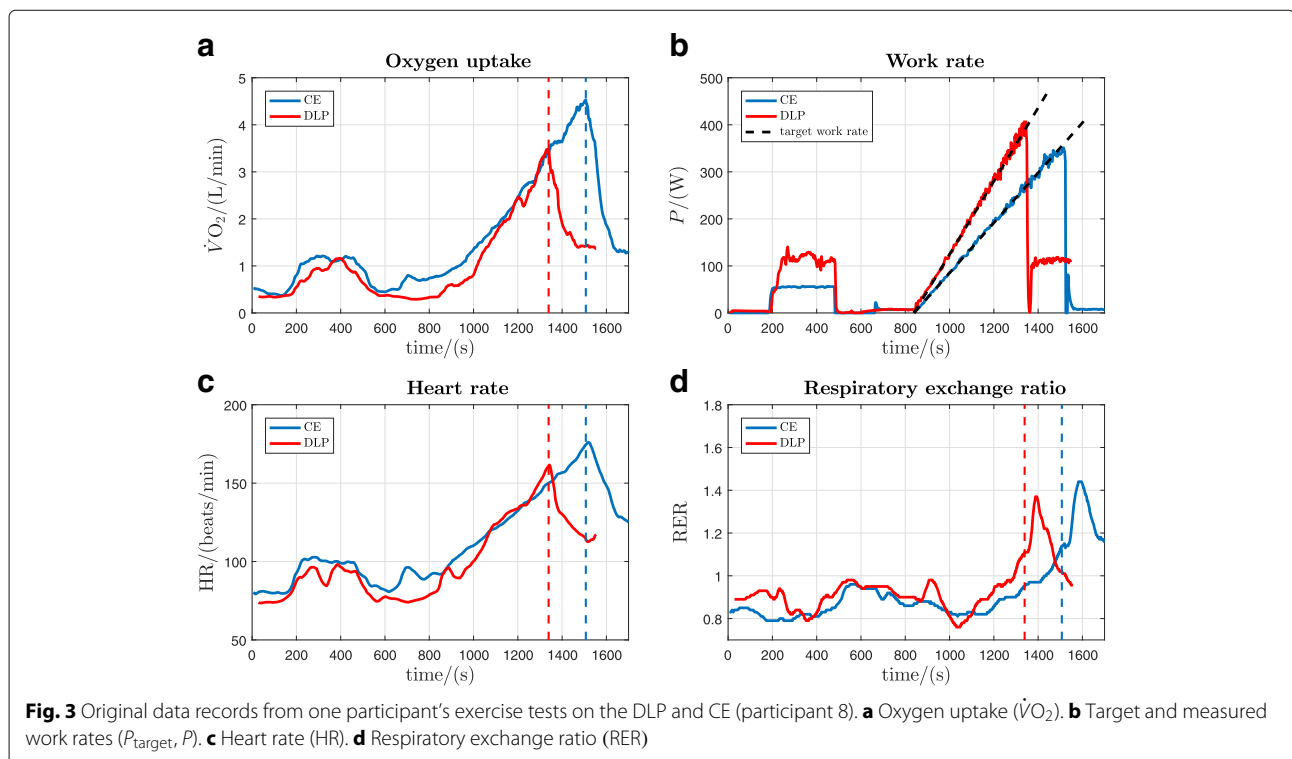 a
Oxygen uptake
CE
DLP
5
4
3
2
1
0
V̇O₂/(L/min)
0 200 400 600 800 1000 1200 1400 1600
time/(s)
b
Work rate
CE
DLP
target work rate
500
400
300
200
100
0
P/(W)
0 200 400 600 800 1000 1200 1400 1600
time/(s)
c
Heart rate
CE
DLP
200
150
100
50
HR/(beats/min)
0 200 400 600 800 1000 1200 1400 1600
time/(s)
d
Respiratory exchange ratio
CE
DLP
1.8
1.6
1.4
1.2
1
0.8
RER
0 200 400 600 800 1000 1200 1400 1600
time/(s)
Fig. 3 Original data records from one participant's exercise tests on the DLP and CE (participant 8). a Oxygen uptake (V̇O₂). b Target and measured
work rates (P_target, P). c Heart rate (HR). d Respiratory exchange ratio (RER)